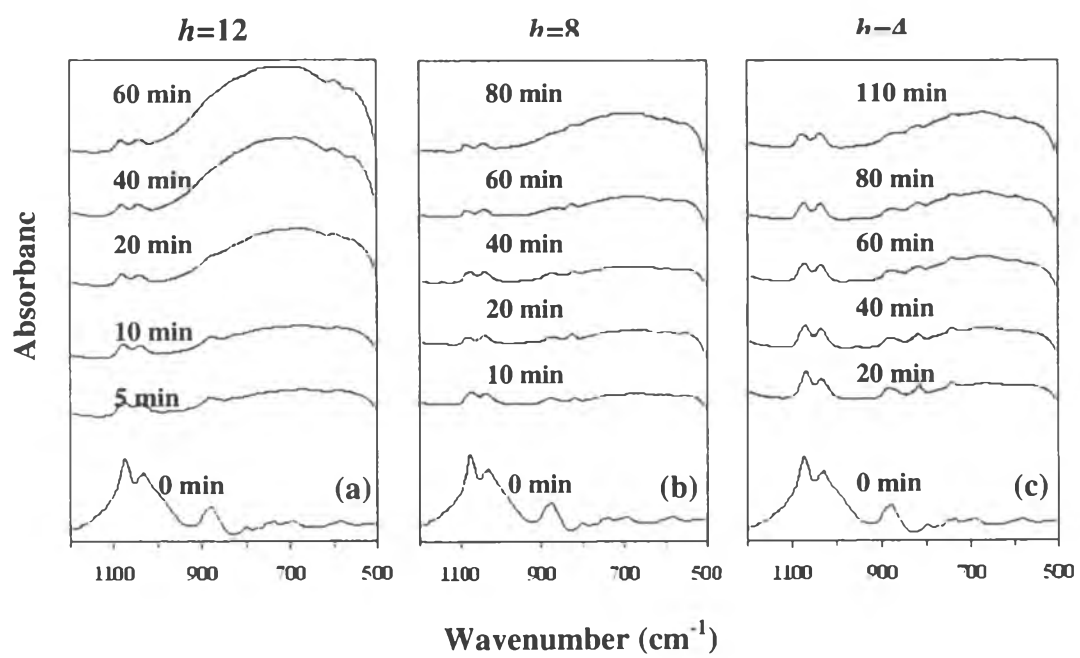 h=12
h=8
h=4
60 min
40 min
20 min
10 min
5 min
0 min
(a)
80 min
60 min
40 min
20 min
10 min
0 min
(b)
110 min
80 min
60 min
40 min
20 min
0 min
(c)
Absorbanc
1100 900 700 500
1100 900 700 500
1100 900 700 500
Wavenumber (cm⁻¹)